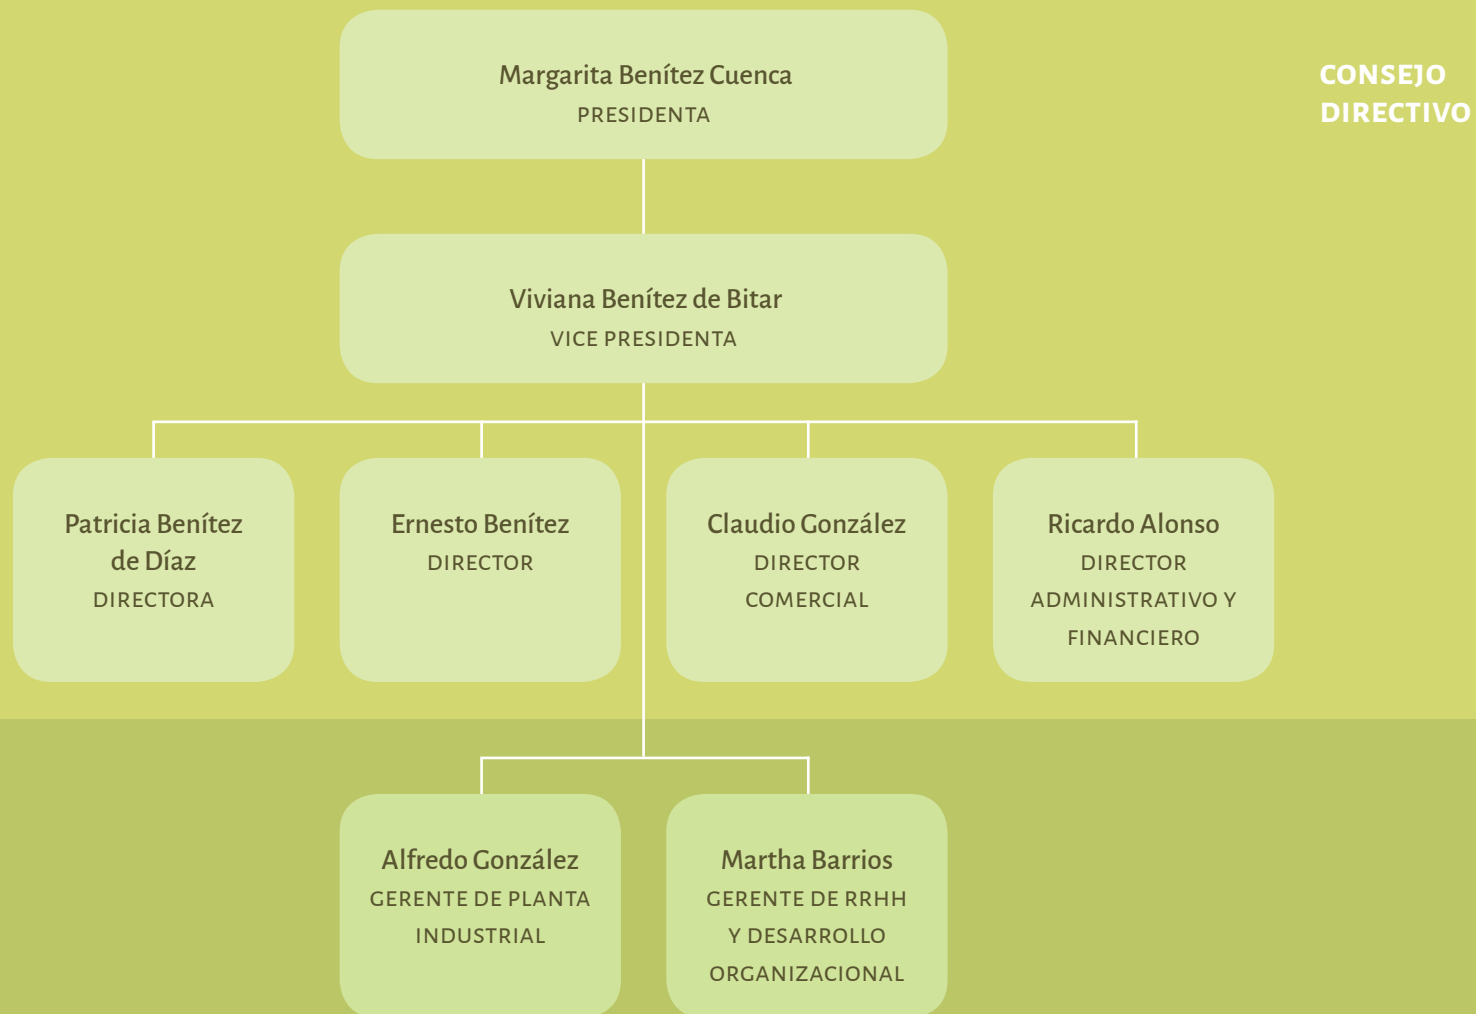 Margarita Benítez Cuenca
PRESIDENTA
CONSEJO
DIRECTIVO
Viviana Benítez de Bitar
VICE PRESIDENTA
Patricia Benítez
de Díaz
DIRECTORA
Ernesto Benítez
DIRECTOR
Claudio González
DIRECTOR
COMERCIAL
Ricardo Alonso
DIRECTOR
ADMINISTRATIVO Y
FINANCIERO
Alfredo González
GERENTE DE PLANTA
INDUSTRIAL
Martha Barrios
GERENTE DE RRHH
Y DESARROLLO
ORGANIZACIONAL